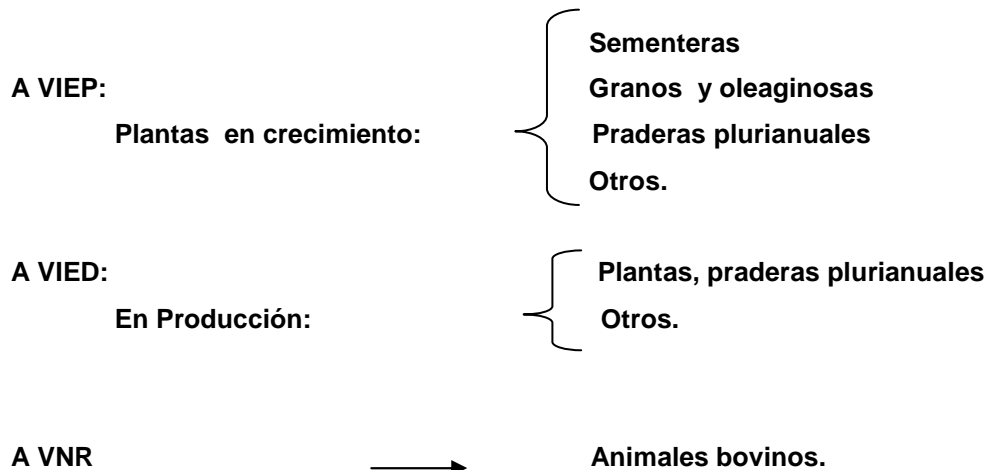 Sementeras
A VIEP: Granos y oleaginosas
Plantas en crecimiento: Praderas plurianuales
Otros.
A VIED: Plantas, praderas plurianuales
En Producción: Otros.
A VNR Animales bovinos.